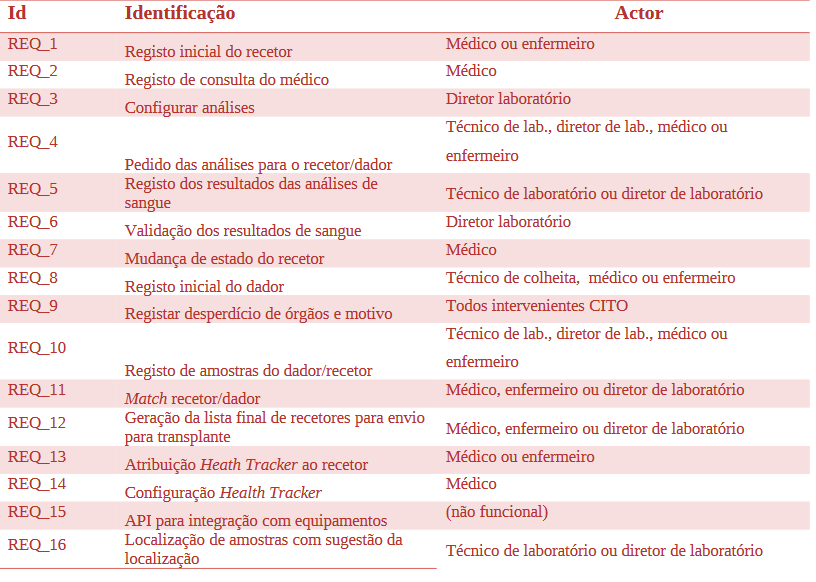 Id Identificação Actor
REQ_1 Registo inicial do recetor Médico ou enfermeiro
REQ_2 Registo de consulta do médico Médico
REQ_3 Configurar análises Diretor laboratório
REQ_4 Pedido das análises para o recetor/dador Técnico de lab., diretor de lab., médico ou
enfermeiro
REQ_5 Registo dos resultados das análises de
sangue Técnico de laboratório ou diretor de laboratório
REQ_6 Validação dos resultados de sangue Diretor laboratório
REQ_7 Mudança de estado do recetor Médico
REQ_8 Registo inicial do dador Técnico de colheita, médico ou enfermeiro
REQ_9 Registar desperdício de órgãos e motivo Todos intervenientes CITO
REQ_10 Registo de amostras do dador/recetor Técnico de lab., diretor de lab., médico ou
enfermeiro
REQ_11 Match recetor/dador Médico, enfermeiro ou diretor de laboratório
REQ_12 Geração da lista final de recetores para envio
para transplante Médico, enfermeiro ou diretor de laboratório
REQ_13 Atribuição Heath Tracker ao recetor Médico ou enfermeiro
REQ_14 Configuração Health Tracker Médico
REQ_15 API para integração com equipamentos (não funcional)
REQ_16 Localização de amostras com sugestão da
localização Técnico de laboratório ou diretor de laboratório